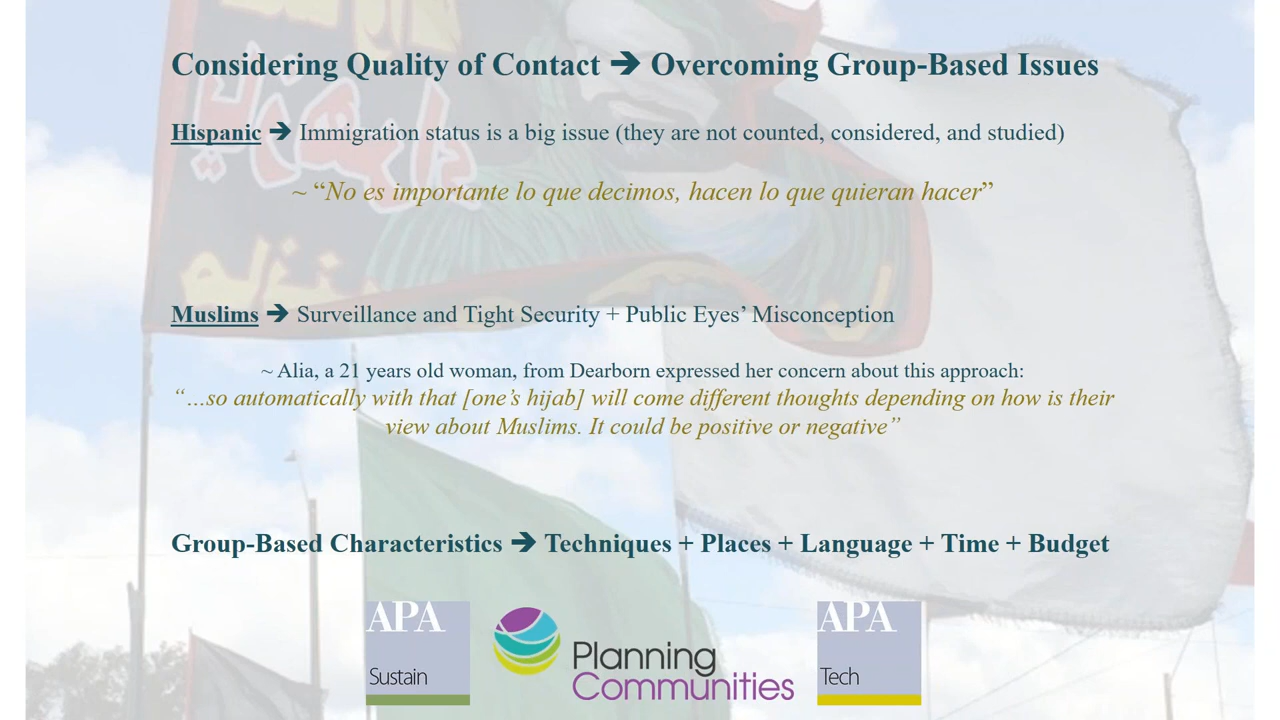 Considering Quality of Contact ➔ Overcoming Group-Based Issues
Hispanic ➔ Immigration status is a big issue (they are not counted, considered, and studied)
~ “No es importante lo que decimos, hacen lo que quieran hacer”
Muslims ➔ Surveillance and Tight Security + Public Eyes’ Misconception
~ Alia, a 21 years old woman, from Dearborn expressed her concern about this approach:
“…so automatically with that [one’s hijab] will come different thoughts depending on how is their
view about Muslims. It could be positive or negative”
Group-Based Characteristics ➔ Techniques + Places + Language + Time + Budget
APA
Sustain
Planning
Communities
APA
Tech